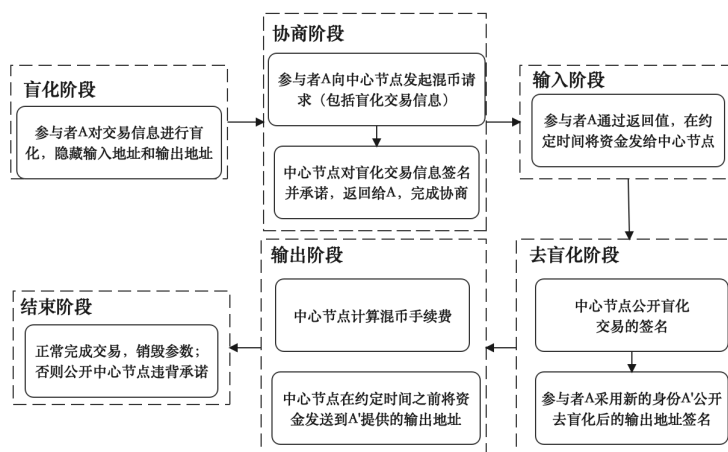 盲化阶段
参与者A对交易信息进行盲
化，隐藏输入地址和输出地址
协商阶段
参与者A向中心节点发起混币请
求（包括盲化交易信息）
中心节点对盲化交易信息签名
并承诺，返回给A，完成协商
输入阶段
参与者A通过返回值，在约
定时间将资金发给中心节点
去盲化阶段
中心节点公开盲化
交易的签名
参与者A采用新的身份A'公开
去盲化后的输出地址签名
输出阶段
中心节点计算混币手续费
中心节点在约定时间之前将资
金发送到A'提供的输出地址
结束阶段
正常完成交易，销毁参数；
否则公开中心节点违背承诺